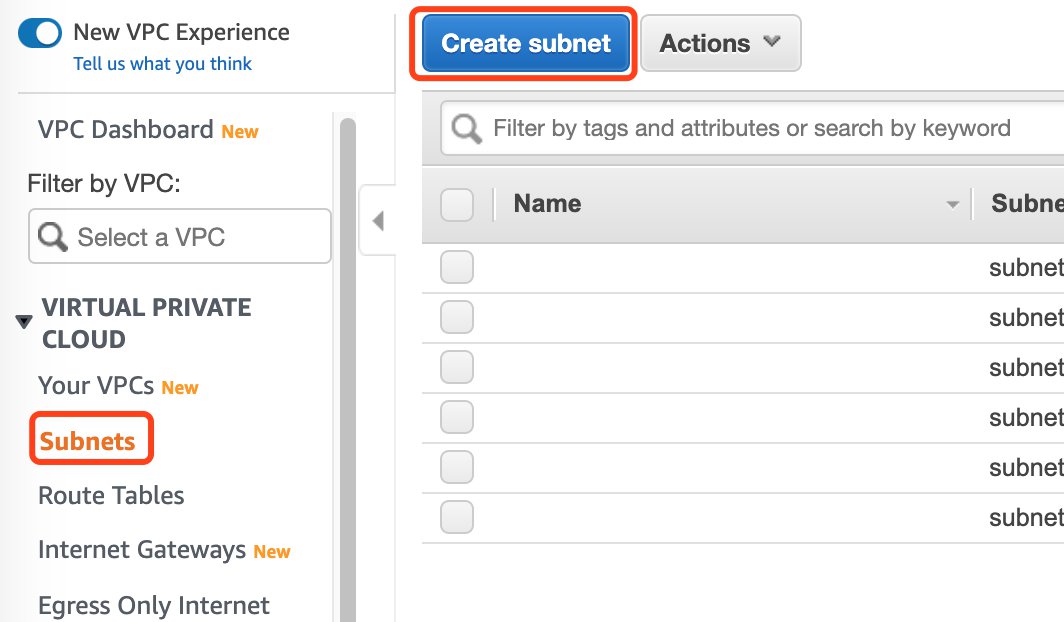 New VPC Experience
Tell us what you think
VPC Dashboard New
Filter by VPC:
Select a VPC
VIRTUAL PRIVATE
CLOUD
Your VPCs New
Subnets
Route Tables
Internet Gateways New
Egress Only Internet
Create subnet Actions
Filter by tags and attributes or search by keyword
Name Subne
subnet
subnet
subnet
subnet
subnet
subnet